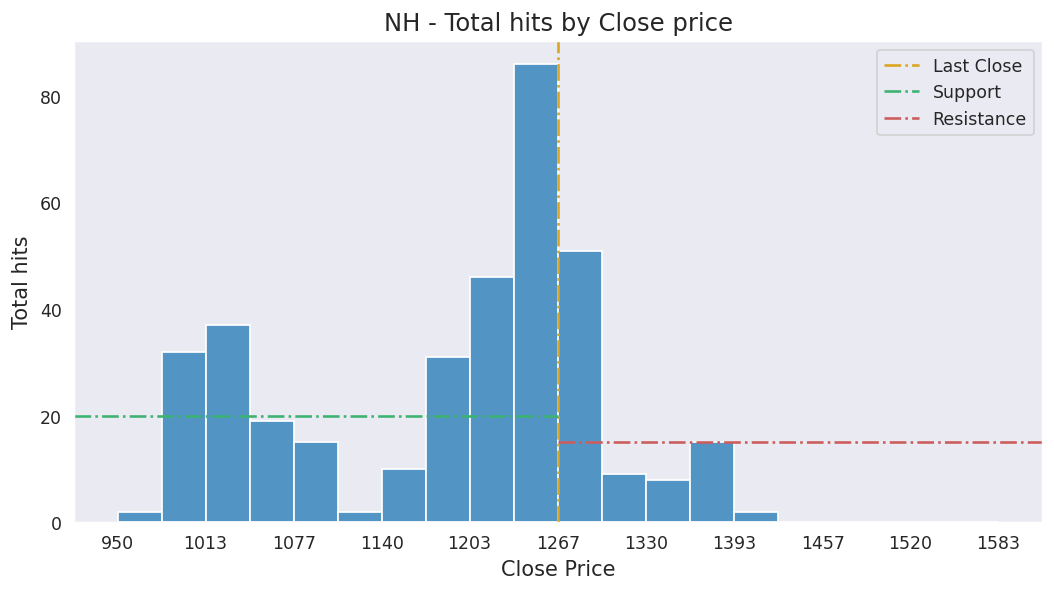 NH - Total hits by Close price
Last Close
Support
Resistance
Total hits
80
60
40
20
0
950 1013 1077 1140 1203 1267 1330 1393 1457 1520 1583
Close Price